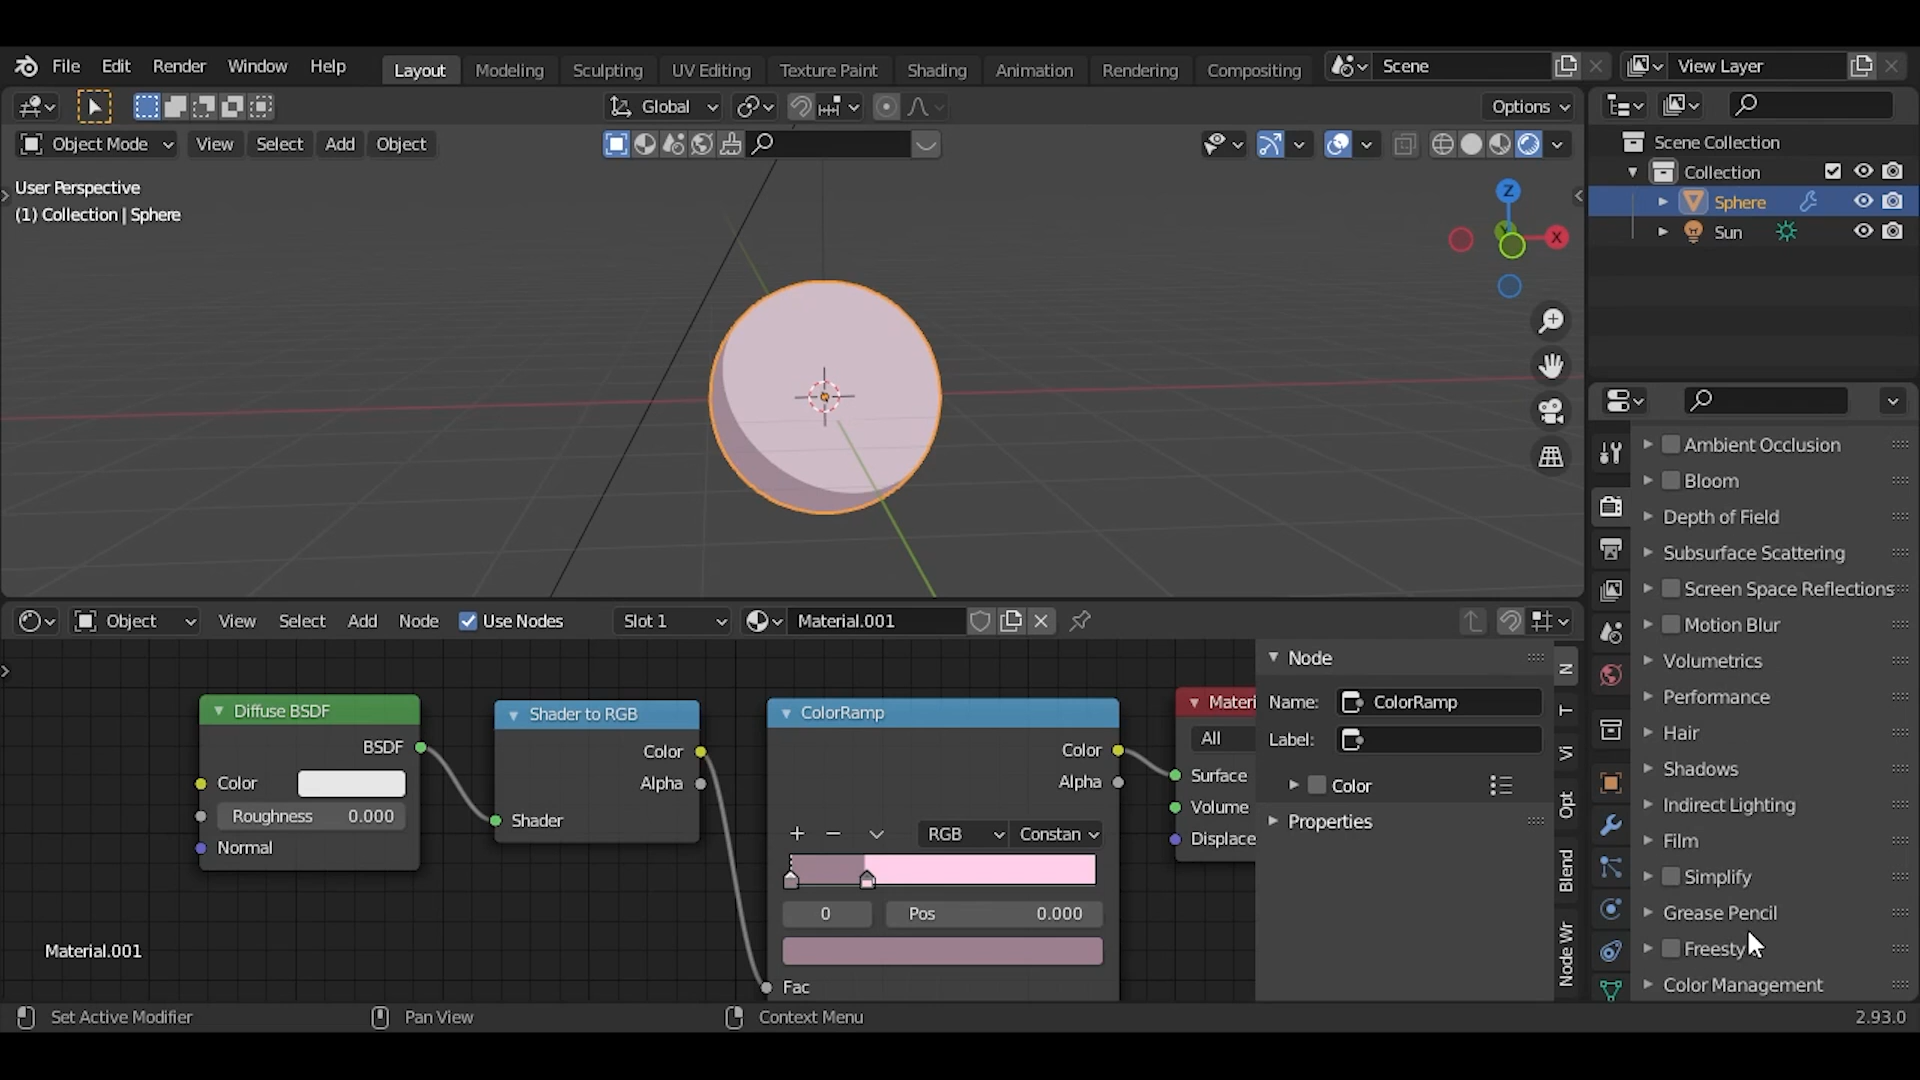 File Edit Render Window Help Layout Modeling Sculpting UV Editing Texture Paint Shading Animation Rendering Compositing Scene View Layer
Global Options
Object Mode View Select Add Object
User Perspective
(1) Collection | Sphere
Z
X
Scene Collection
Collection
Sphere
Sun
Ambient Occlusion
Bloom
Depth of Field
Subsurface Scattering
Screen Space Reflections
Motion Blur
Volumetrics
Performance
Hair
Shadows
Indirect Lighting
Film
Simplify
Grease Pencil
Freesty
Color Management
Object View Select Add Node Use Nodes Slot 1 Material.001
Diffuse BSDF
BSDF
Color
Roughness 0.000
Normal
Shader to RGB
Color
Alpha
Shader
ColorRamp
Color
Alpha
RGB Constan
0 Pos 0.000
Fac
Materi
All
Surface
Volume
Displace
Node
Name: ColorRamp
Label:
Color
Properties
N
T
Vi
Opt
Blend
Node Wr
Material.001
Set Active Modifier Pan View Context Menu 2.93.0